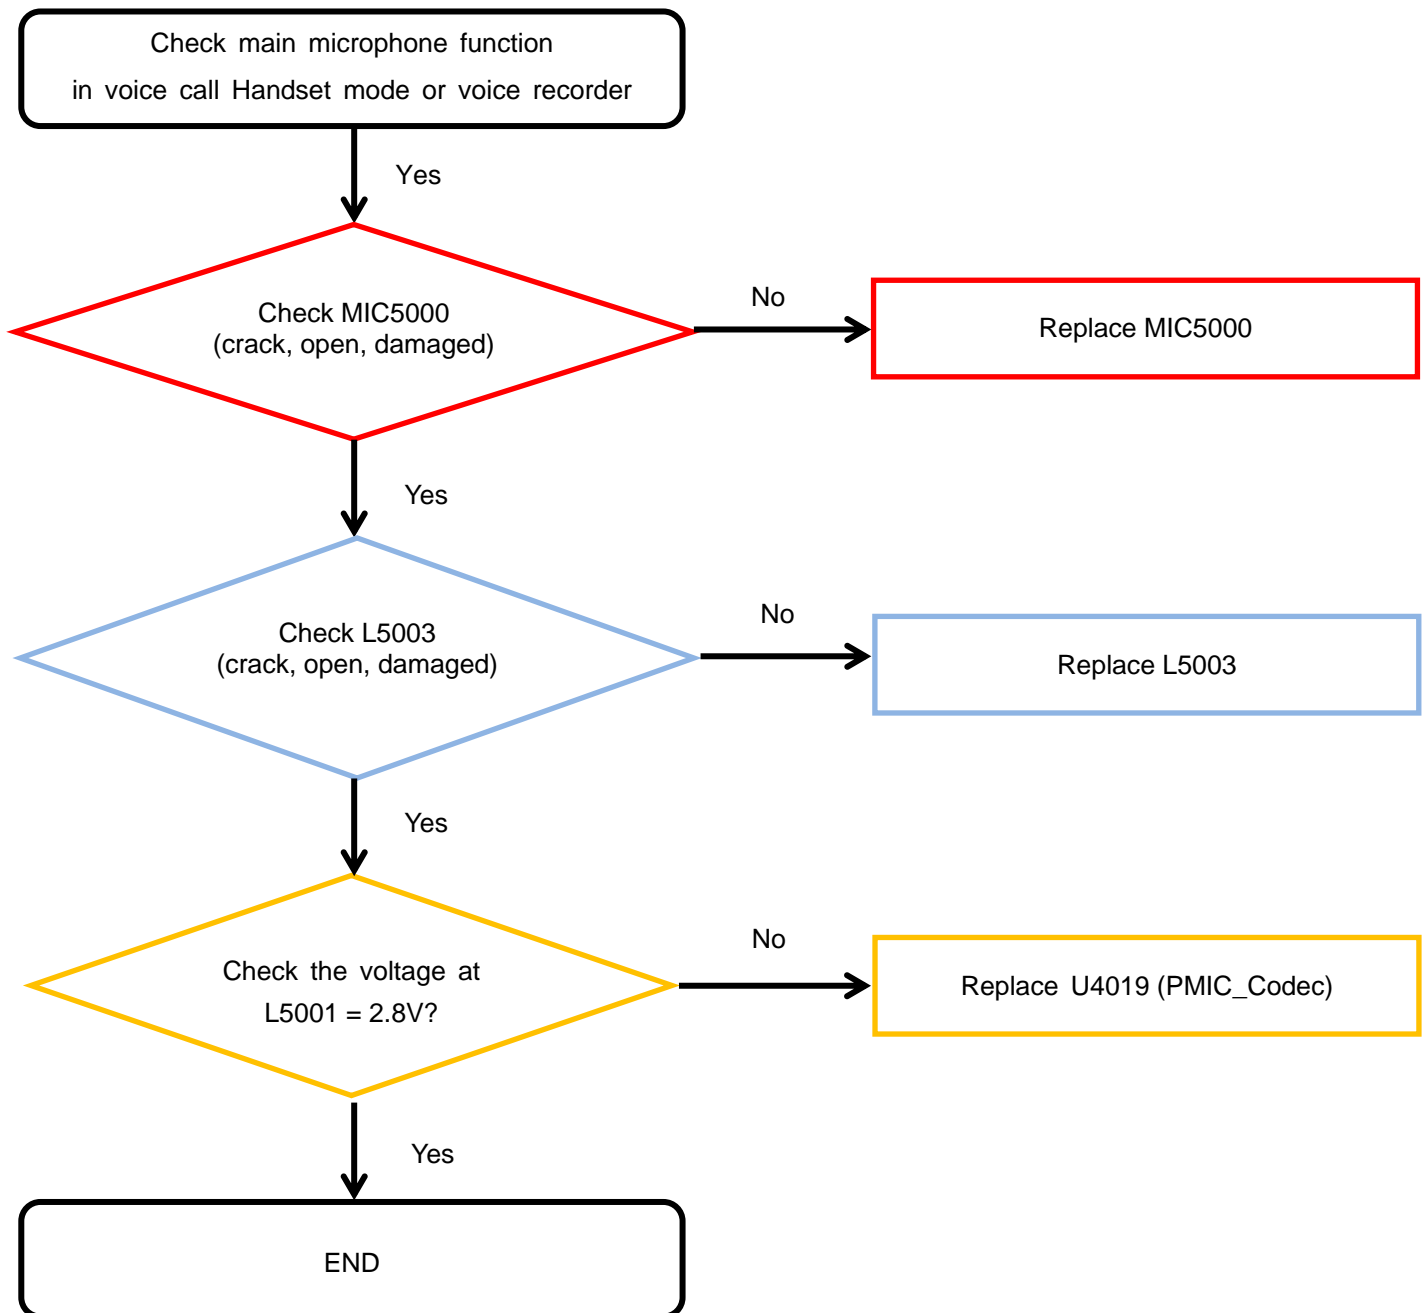 Check main microphone function
in voice call Handset mode or voice recorder
Yes
Check MIC5000
(crack, open, damaged)
No
Replace MIC5000
Yes
Check L5003
(crack, open, damaged)
No
Replace L5003
Yes
Check the voltage at
L5001 = 2.8V?
No
Replace U4019 (PMIC_Codec)
Yes
END